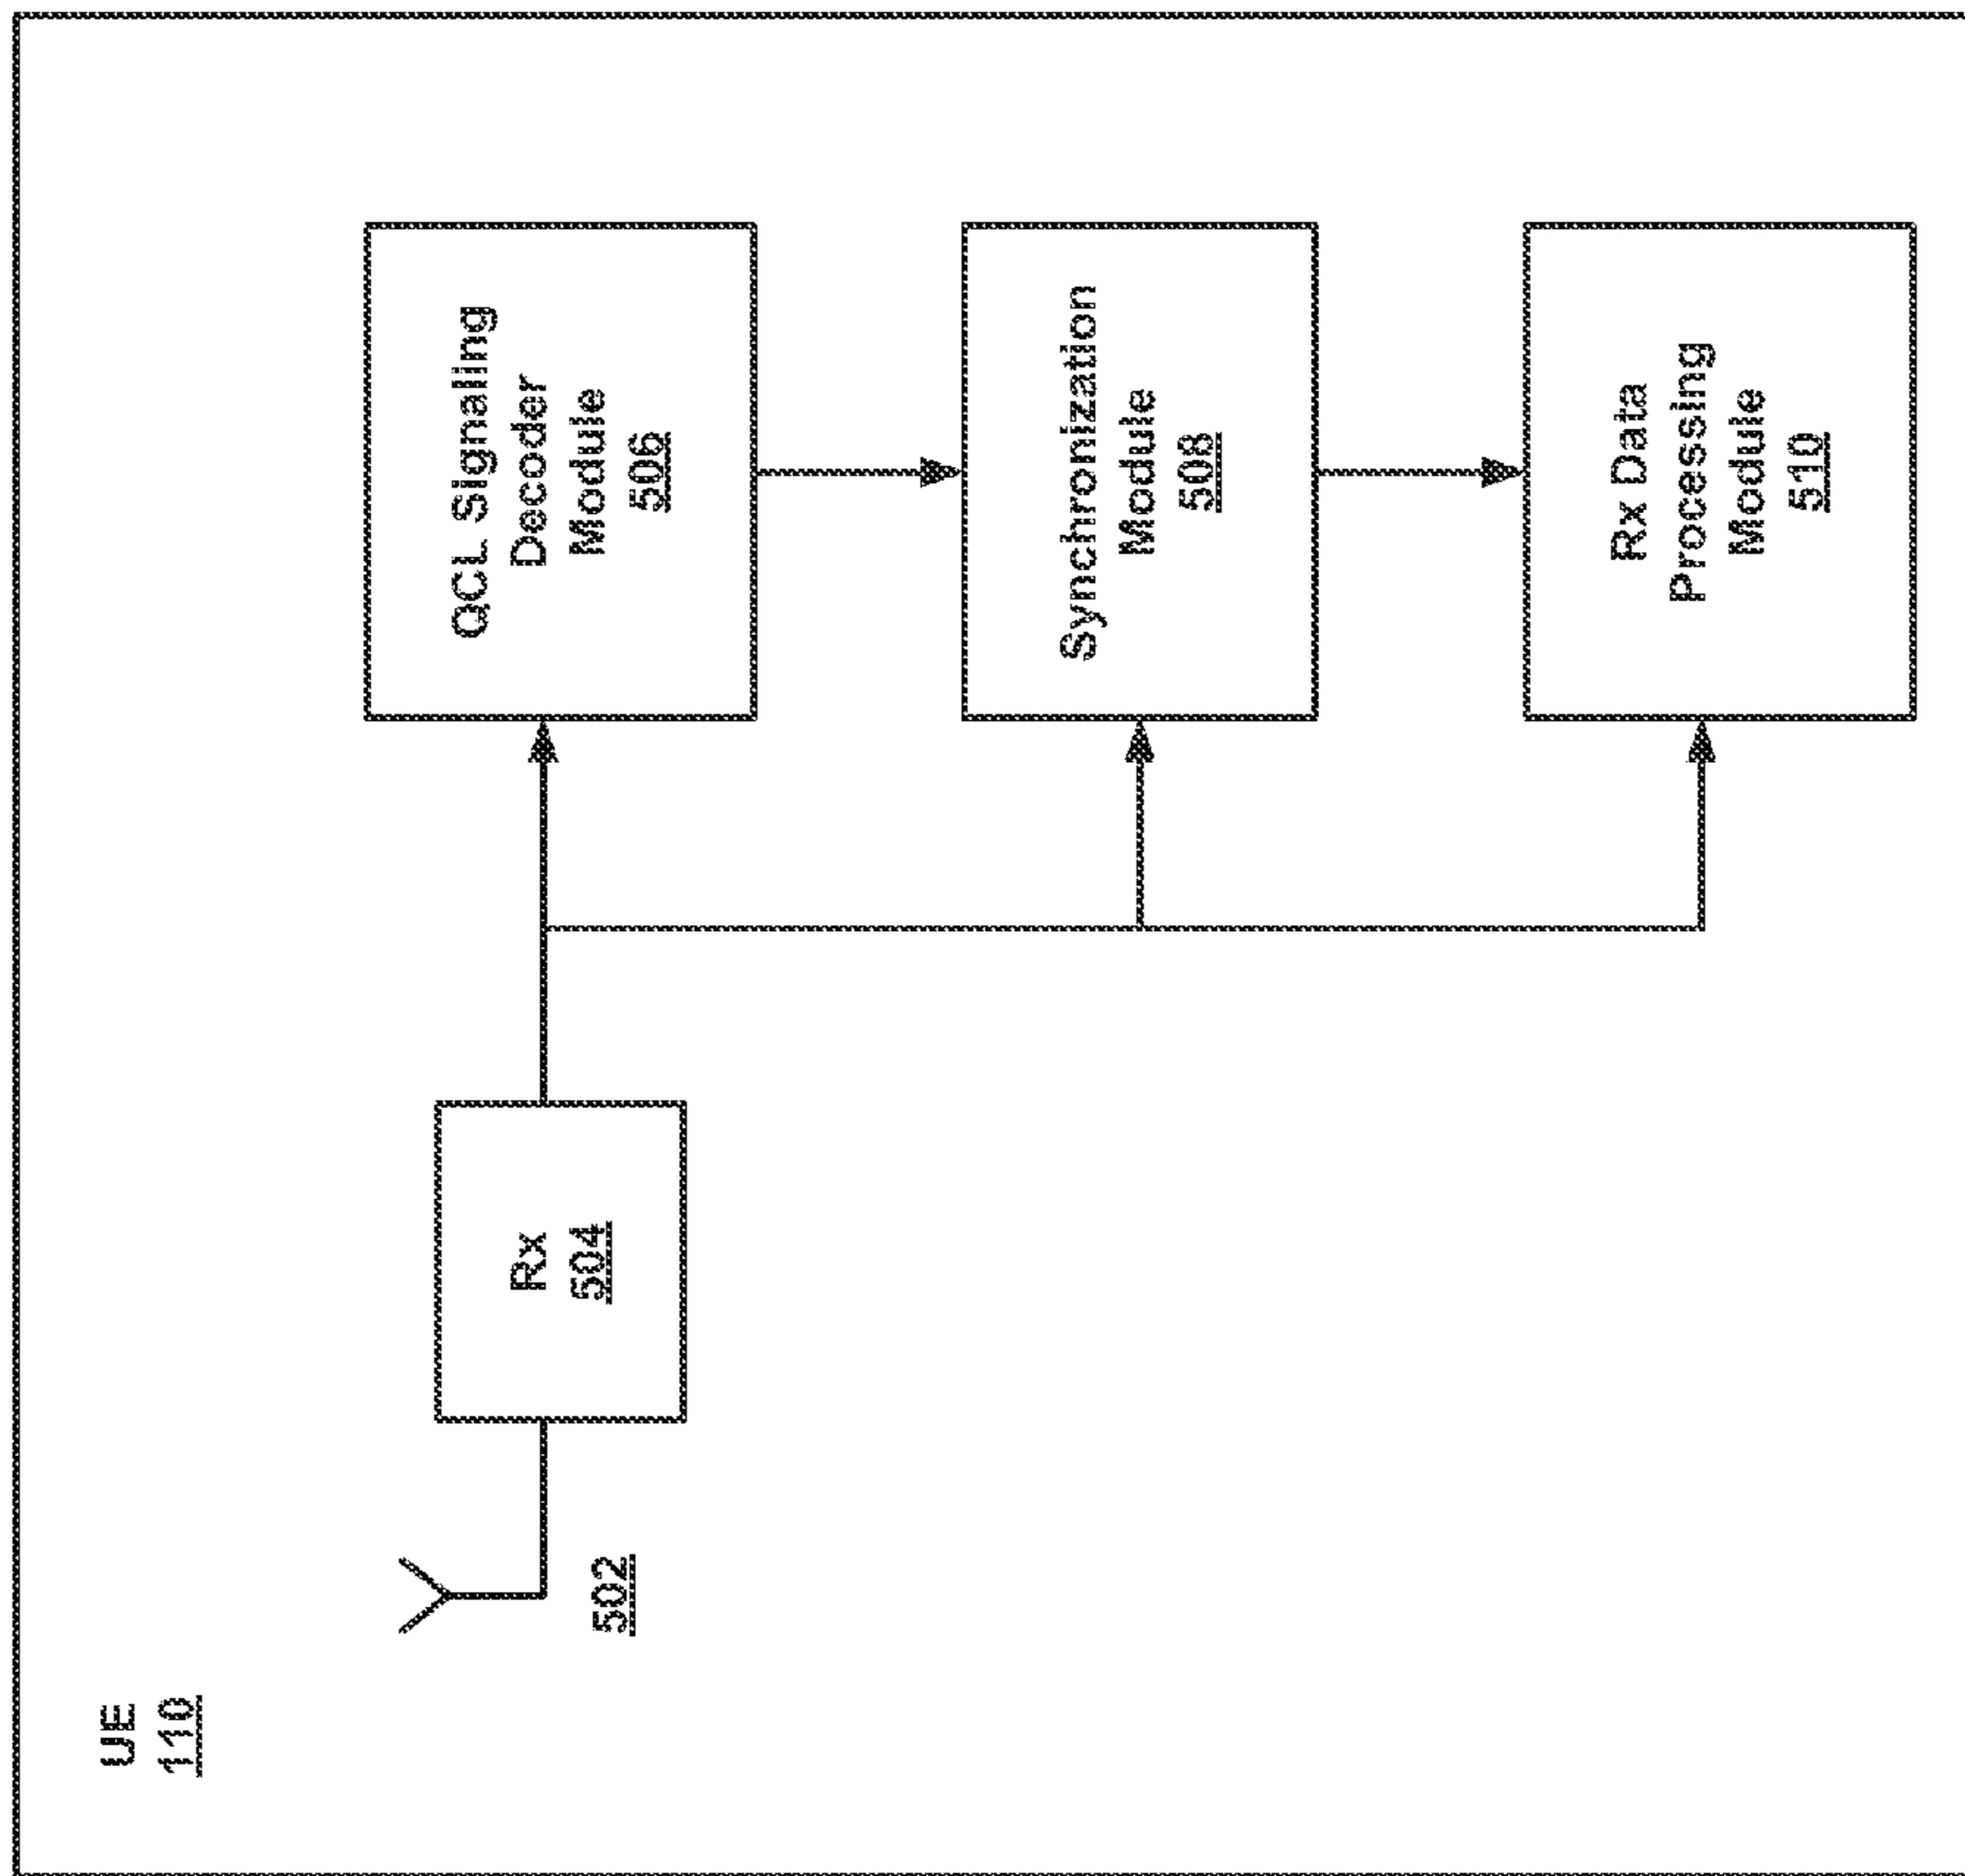 UE
110
502
Rx
504
QCL Signaling
Decoder
Module
506
Synchronization
Module
508
Rx Data
Processing
Module
510